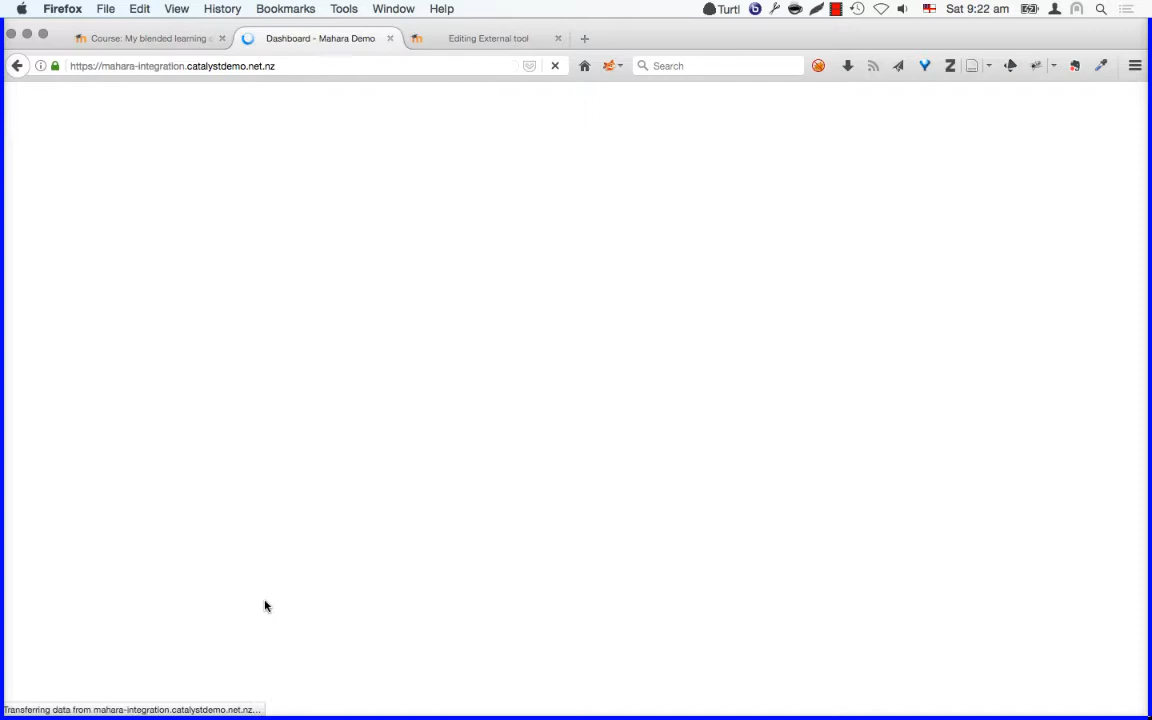 Firefox File Edit View History Bookmarks Tools Window Help Turtl Sat 9:22 am
Course: My blended learning Dashboard - Mahara Demo Editing External tool
https://mahara-integration.catalystdemo.net.nz Search
Transferring data from mahara-integration.catalystdemo.net.nz...